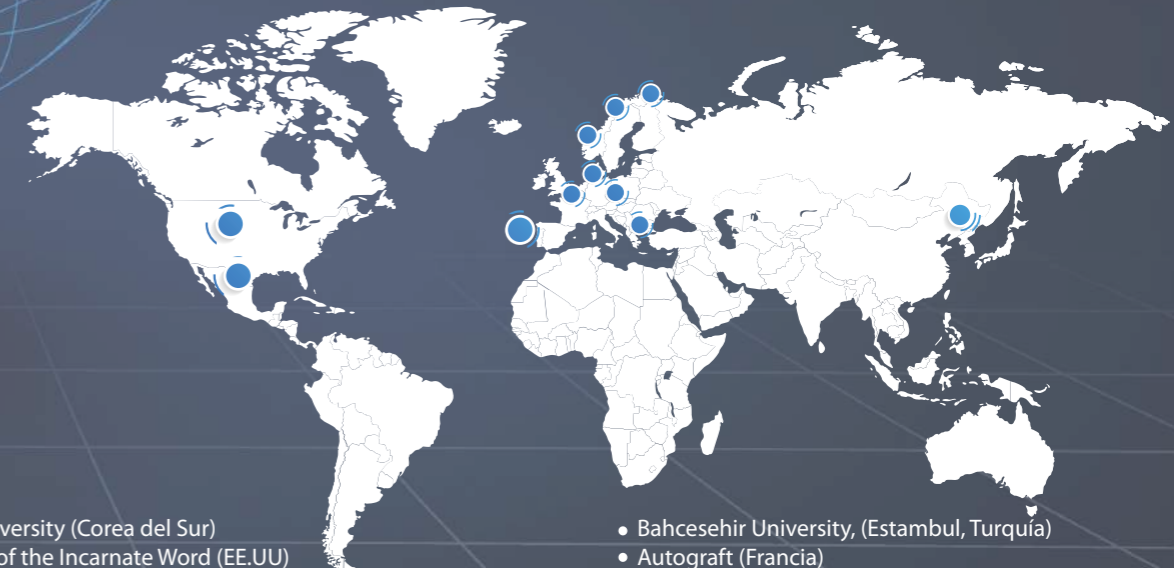 versity (Corea del Sur)
of the Incarnate Word (EE.UU)
• Bahcesehir University, (Estambul, Turquía)
• Autograft (Francia)